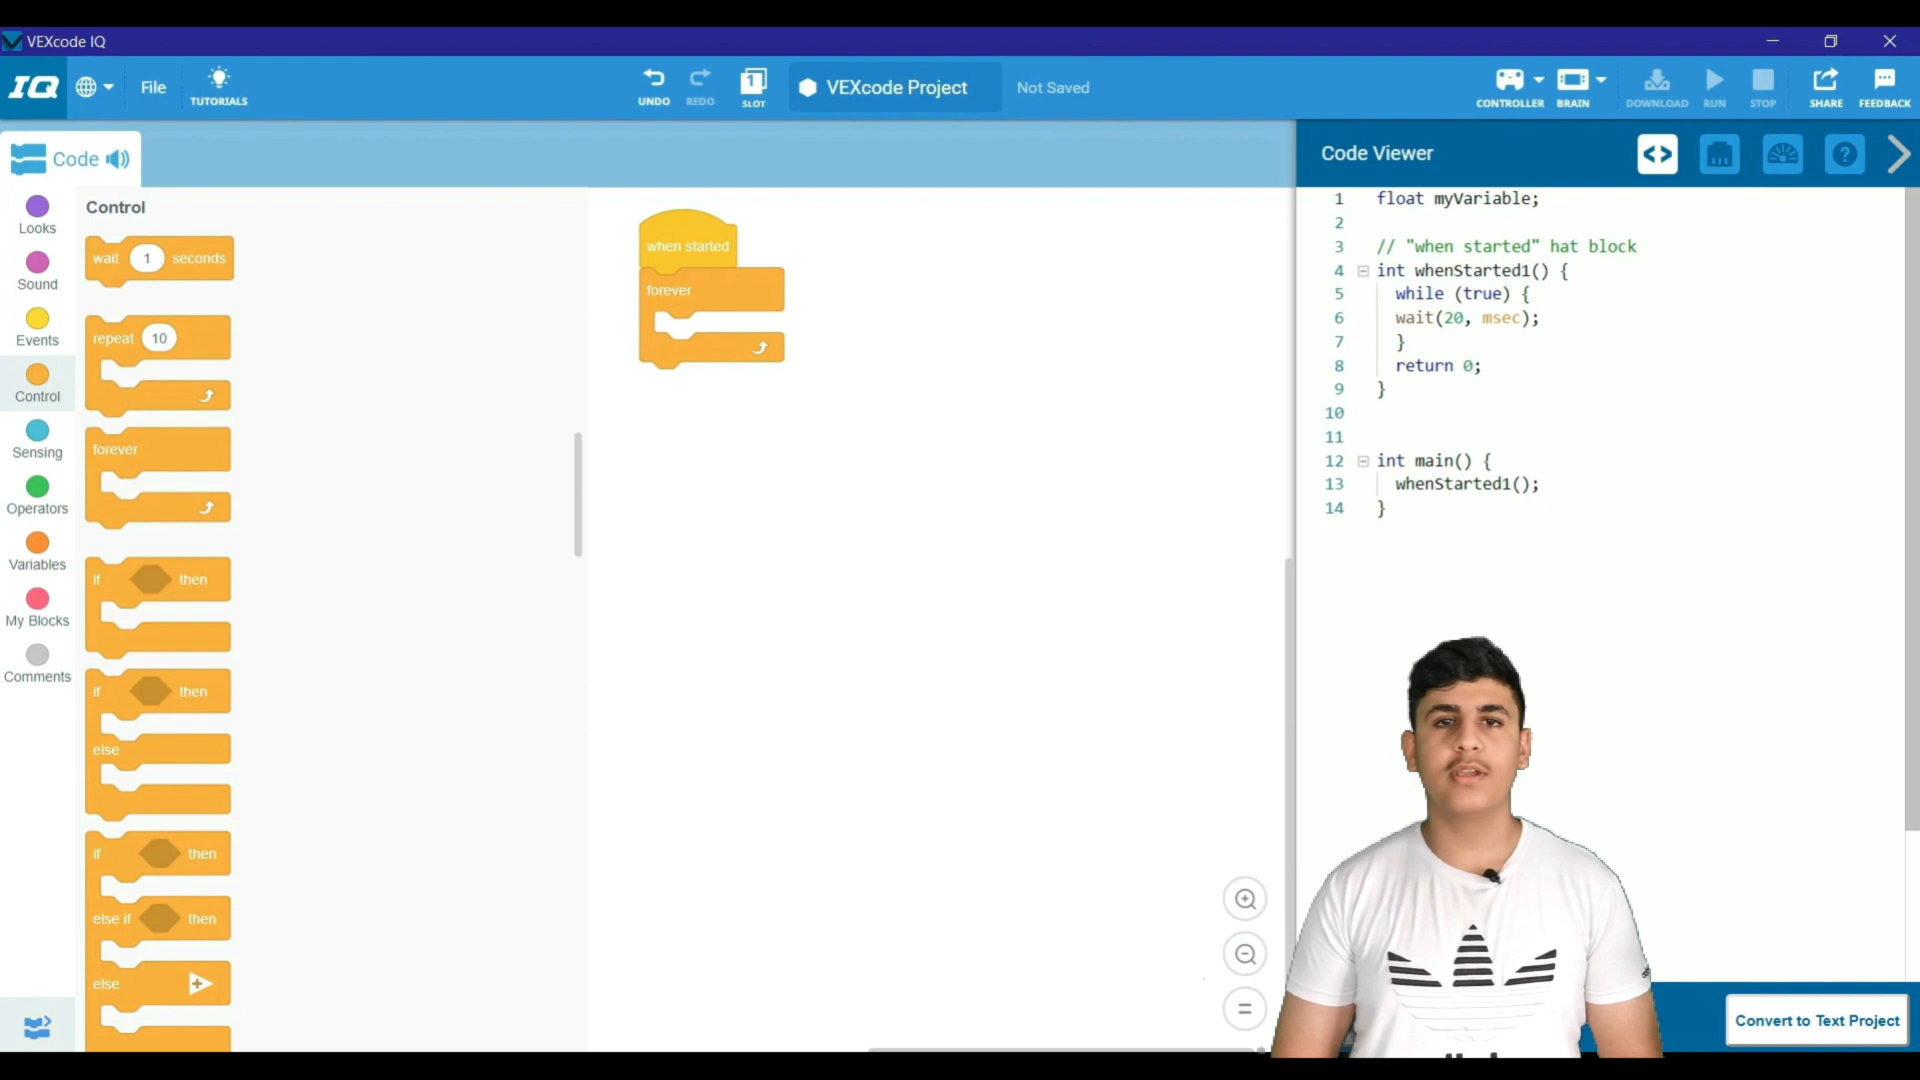 VEXcode IQ
IQ
File
TUTORIALS
UNDO
REDO
1
SLOT
VEXcode Project
Not Saved
CONTROLLER
BRAIN
DOWNLOAD
RUN
STOP
SHARE
FEEDBACK
Code
Code Viewer
Looks
Sound
Events
Control
Sensing
Operators
Variables
My Blocks
Comments
Control
wait 1 seconds
repeat 10
forever
if then
if then
else
if then
else if then
else
when started
forever
1 float myVariable;
2
3 // "when started" hat block
4 int whenStarted1() {
5 while (true) {
6 wait(20, msec);
7 }
8 return 0;
9 }
10
11
12 int main() {
13 whenStarted1();
14 }
Convert to Text Project